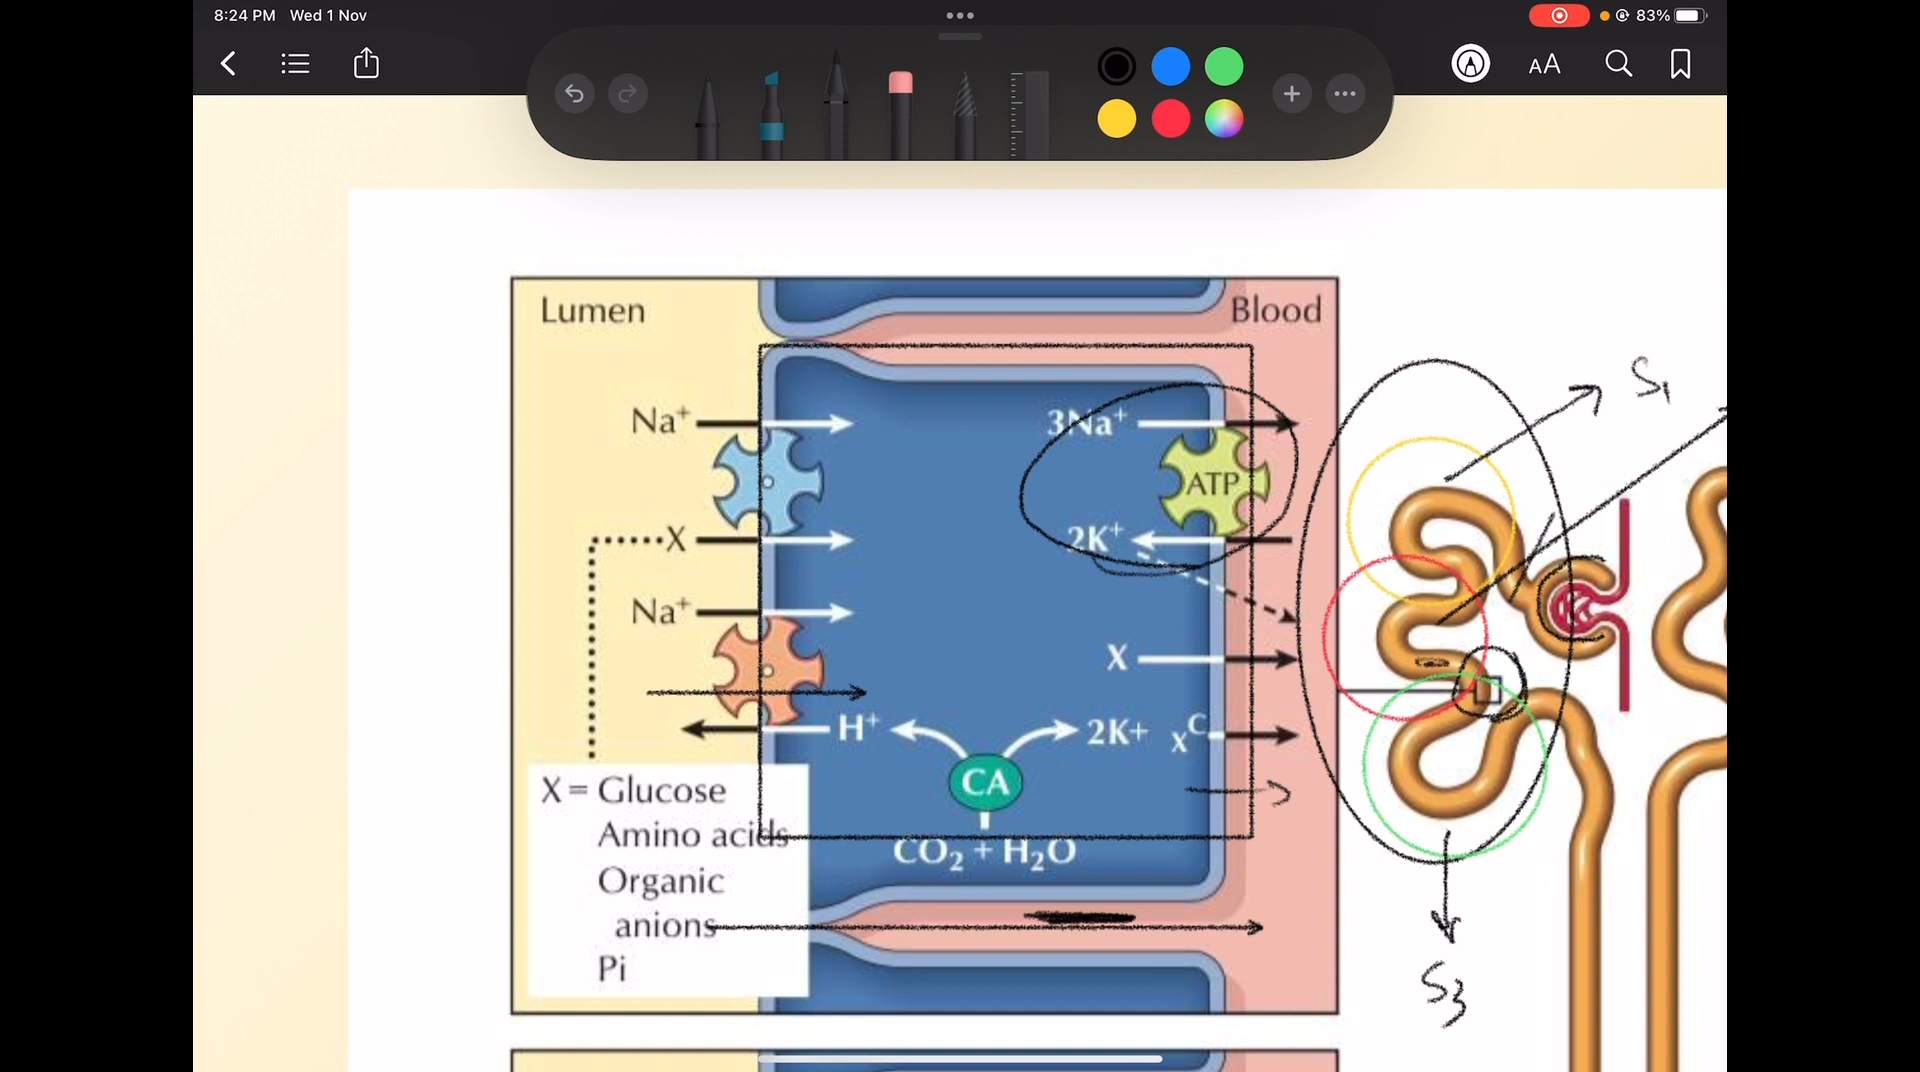 8:24 PM Wed 1 Nov
83%
AA
Lumen
Blood
S1
Na+
3Na+
ATP
X
2K+
Na+
X
H+
2K+ xC
CA
X = Glucose
Amino acids
CO2 + H2O
Organic
anions
Pi
S3